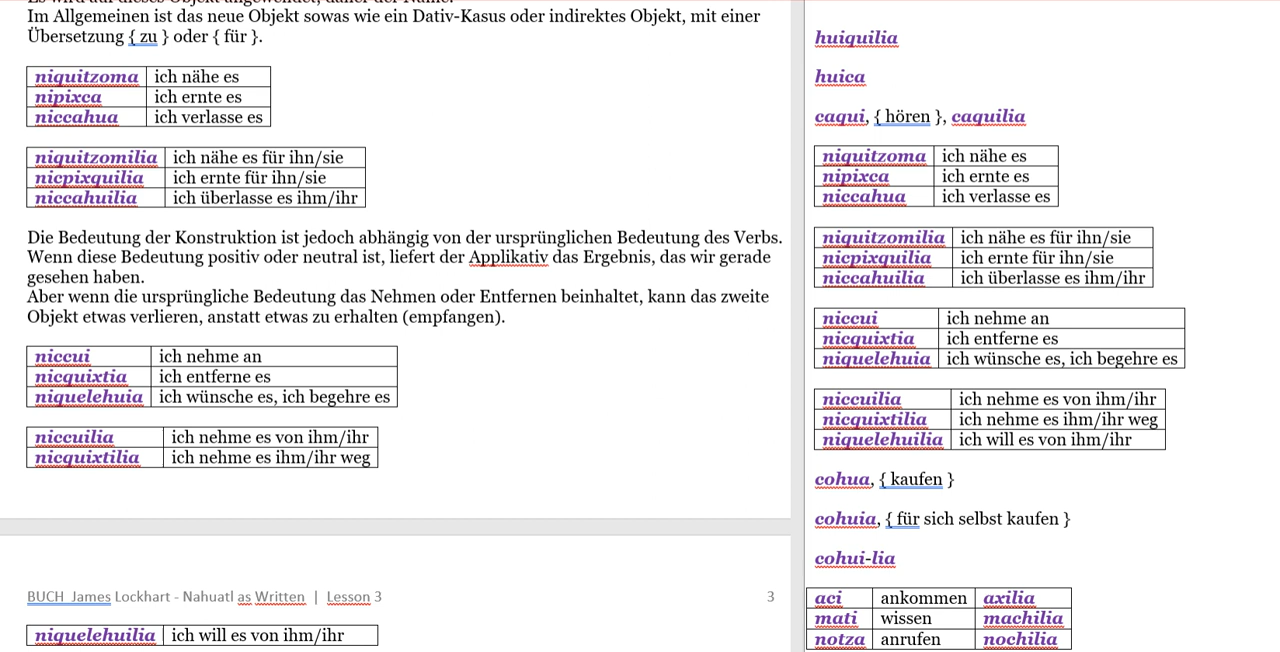 Es wird auf dieses Objekt angewendet, daher der Name.
Im Allgemeinen ist das neue Objekt sowas wie ein Dativ-Kasus oder indirektes Objekt, mit einer
Übersetzung { zu } oder { für }.
niquitzoma ich nähe es
nipixca ich ernte es
niccahua ich verlasse es
niquitzomilia ich nähe es für ihn/sie
nicpixquilia ich ernte für ihn/sie
niccahuilia ich überlasse es ihm/ihr
Die Bedeutung der Konstruktion ist jedoch abhängig von der ursprünglichen Bedeutung des Verbs.
Wenn diese Bedeutung positiv oder neutral ist, liefert der Applikativ das Ergebnis, das wir gerade
gesehen haben.
Aber wenn die ursprüngliche Bedeutung das Nehmen oder Entfernen beinhaltet, kann das zweite
Objekt etwas verlieren, anstatt etwas zu erhalten (empfangen).
niccui ich nehme an
nicquixtia ich entferne es
niquelehuia ich wünsche es, ich begehre es
niccuilia ich nehme es von ihm/ihr
nicquixtilia ich nehme es ihm/ihr weg
BUCH James Lockhart - Nahuatl as Written | Lesson 3 3
niquelehuilia ich will es von ihm/ihr
huiquilia
huica
caqui, { hören }, caquilia
niquitzoma ich nähe es
nipixca ich ernte es
niccahua ich verlasse es
niquitzomilia ich nähe es für ihn/sie
nicpixquilia ich ernte für ihn/sie
niccahuilia ich überlasse es ihm/ihr
niccui ich nehme an
nicquixtia ich entferne es
niquelehuia ich wünsche es, ich begehre es
niccuilia ich nehme es von ihm/ihr
nicquixtilia ich nehme es ihm/ihr weg
niquelehuilia ich will es von ihm/ihr
cohua, { kaufen }
cohuia, { für sich selbst kaufen }
cohui-lia
aci ankommen axilia
mati wissen machilia
notza anrufen nochilia